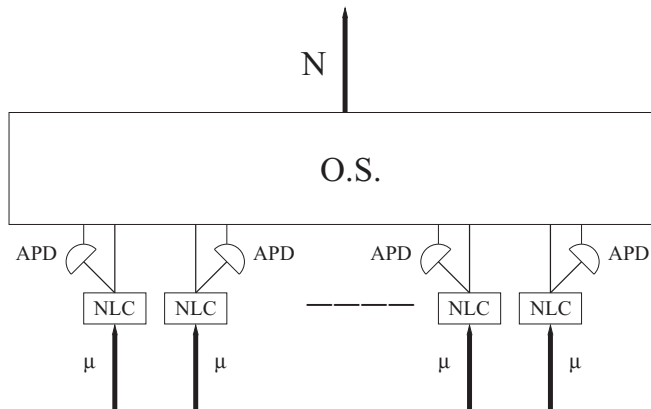 N
O.S.
APD APD APD APD
NLC NLC NLC NLC
μ μ μ μ